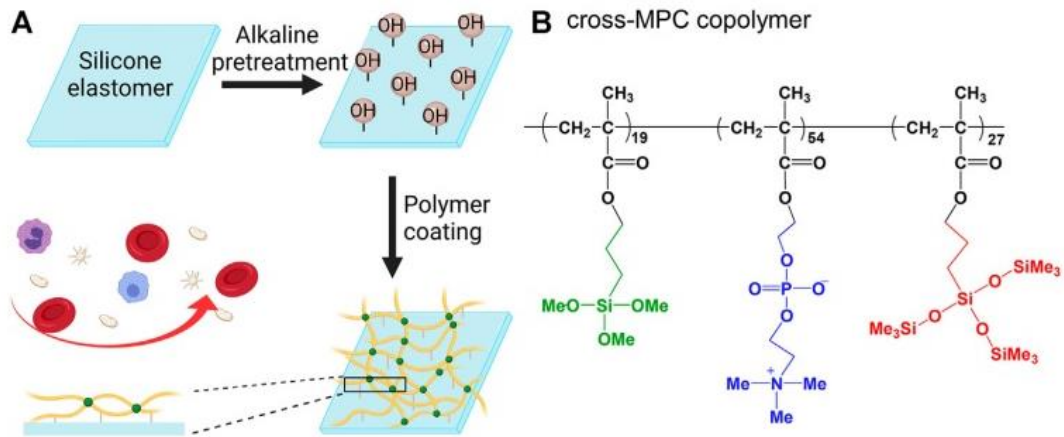 A
Silicone
elastomer
Alkaline
pretreatment
OH
OH
OH
OH
OH
OH
OH
OH
Polymer
coating
B cross-MPC copolymer
CH₃ CH₃ CH₃
CH₂ C 19 CH₂ C 54 CH₂ C 27
C=O C=O C=O
O O O
O
MeO Si OMe
OMe
O=P O⁻
O
Me N⁺ Me
Me
O SiMe₃
Si
Me₃Si O O
SiMe₃